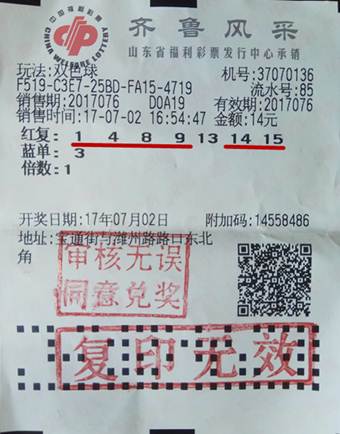 中国福利彩票
CHINA WELFARE LOTTERY
齐鲁风采
山东省福利彩票发行中心承销
玩法:双色球 机号:37070136
F519-C3E7-25BD-FA15-4719 流水号:85
销售期:2017076 DOA19 有效期:2017076
销售时间:17-07-02 16:54:47 金额:14元
红复: 1 4 8 9 13 14 15
蓝单: 3
倍数:1
开奖日期:17年07月02日 附加码:14558486
地址:宝通街与潍州路路口东北
角
审核无误
同意兑奖
复印无效